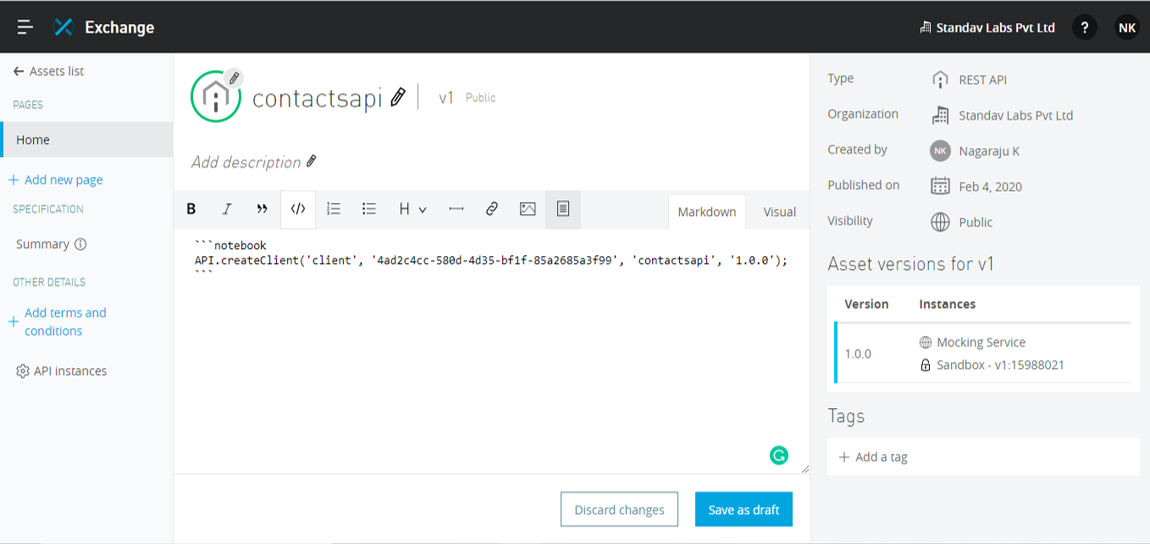 Exchange
Standav Labs Pvt Ltd
?
NK
Assets list
PAGES
Home
+ Add new page
SPECIFICATION
Summary
OTHER DETAILS
+ Add terms and
conditions
API instances
contactsapi
v1
Public
Add description
B
I
”
</>
H
Markdown
Visual
```notebook
API.createClient('client', '4ad2c4cc-580d-4d35-bf1f-85a2685a3f99', 'contactsapi', '1.0.0');
```
Discard changes
Save as draft
Type
REST API
Organization
Standav Labs Pvt Ltd
Created by
NK
Nagaraju K
Published on
Feb 4, 2020
Visibility
Public
Asset versions for v1
Version
Instances
1.0.0
Mocking Service
Sandbox - v1:15988021
Tags
+ Add a tag